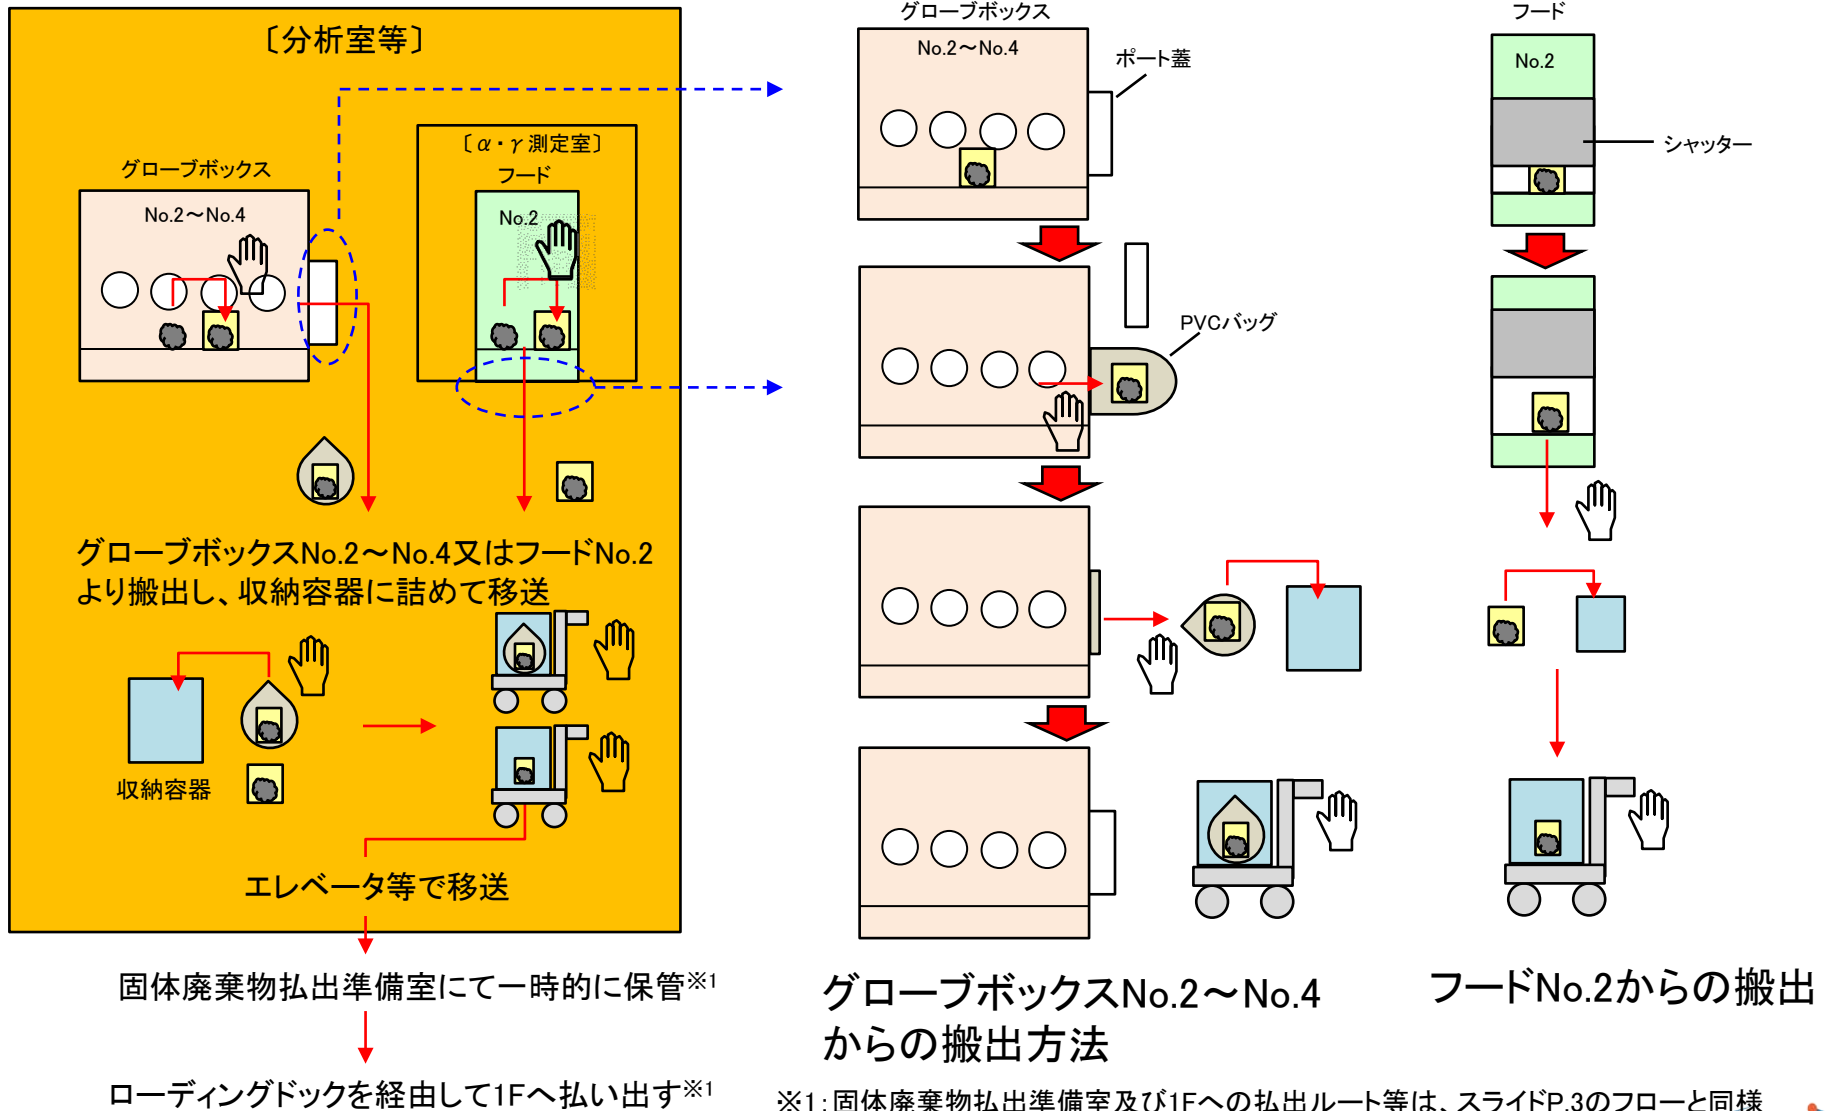 〔分析室等〕
グローブボックス
No.2～No.4
〔α・γ測定室〕
フード
No.2
グローブボックスNo.2～No.4又はフードNo.2
より搬出し、収納容器に詰めて移送
収納容器
エレベータ等で移送
固体廃棄物払出準備室にて一時的に保管※1
ローディングドックを経由して1Fへ払い出す※1
グローブボックス
No.2～No.4
ポート蓋
PVCバッグ
グローブボックスNo.2～No.4
からの搬出方法
フード
No.2
シャッター
フードNo.2からの搬出
※1：固体廃棄物払出準備室及び1Fへの払出ルート等は、スライドP.3のフローと同様